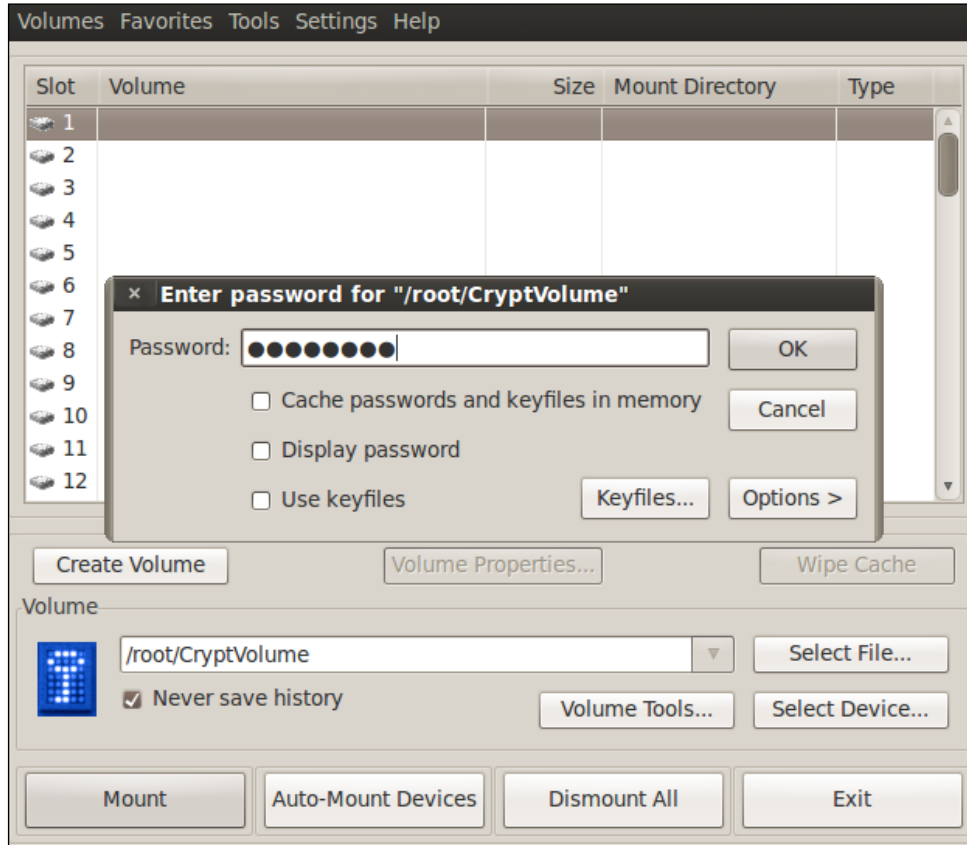 Volumes Favorites Tools Settings Help
Slot Volume Size Mount Directory Type
1
2
3
4
5
6
7
8
9
10
11
12
× Enter password for "/root/CryptVolume"
Password: ●●●●●●●● OK
Cache passwords and keyfiles in memory
Cancel
Display password
Use keyfiles Keyfiles... Options >
Create Volume Volume Properties... Wipe Cache
Volume
/root/CryptVolume Select File...
Never save history
Volume Tools... Select Device...
Mount Auto-Mount Devices Dismount All Exit